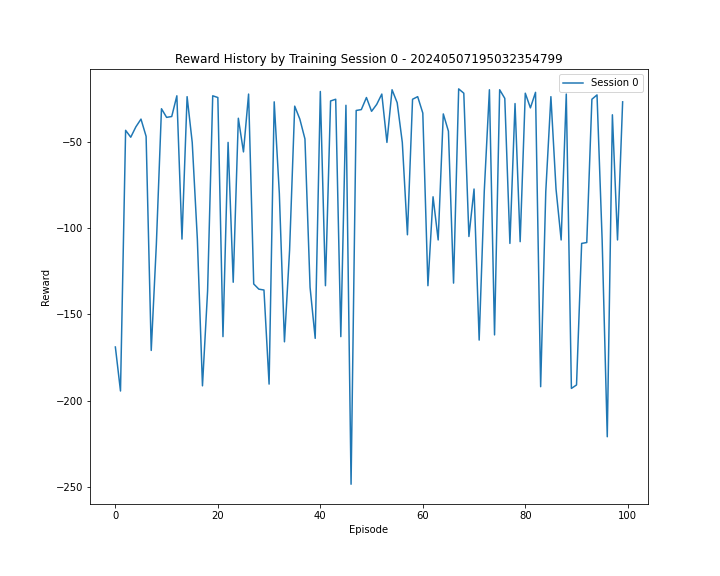 Reward History by Training Session 0 - 20240507195032354799
Session 0
−50
−100
−150
−200
−250
Reward
0 20 40 60 80 100
Episode